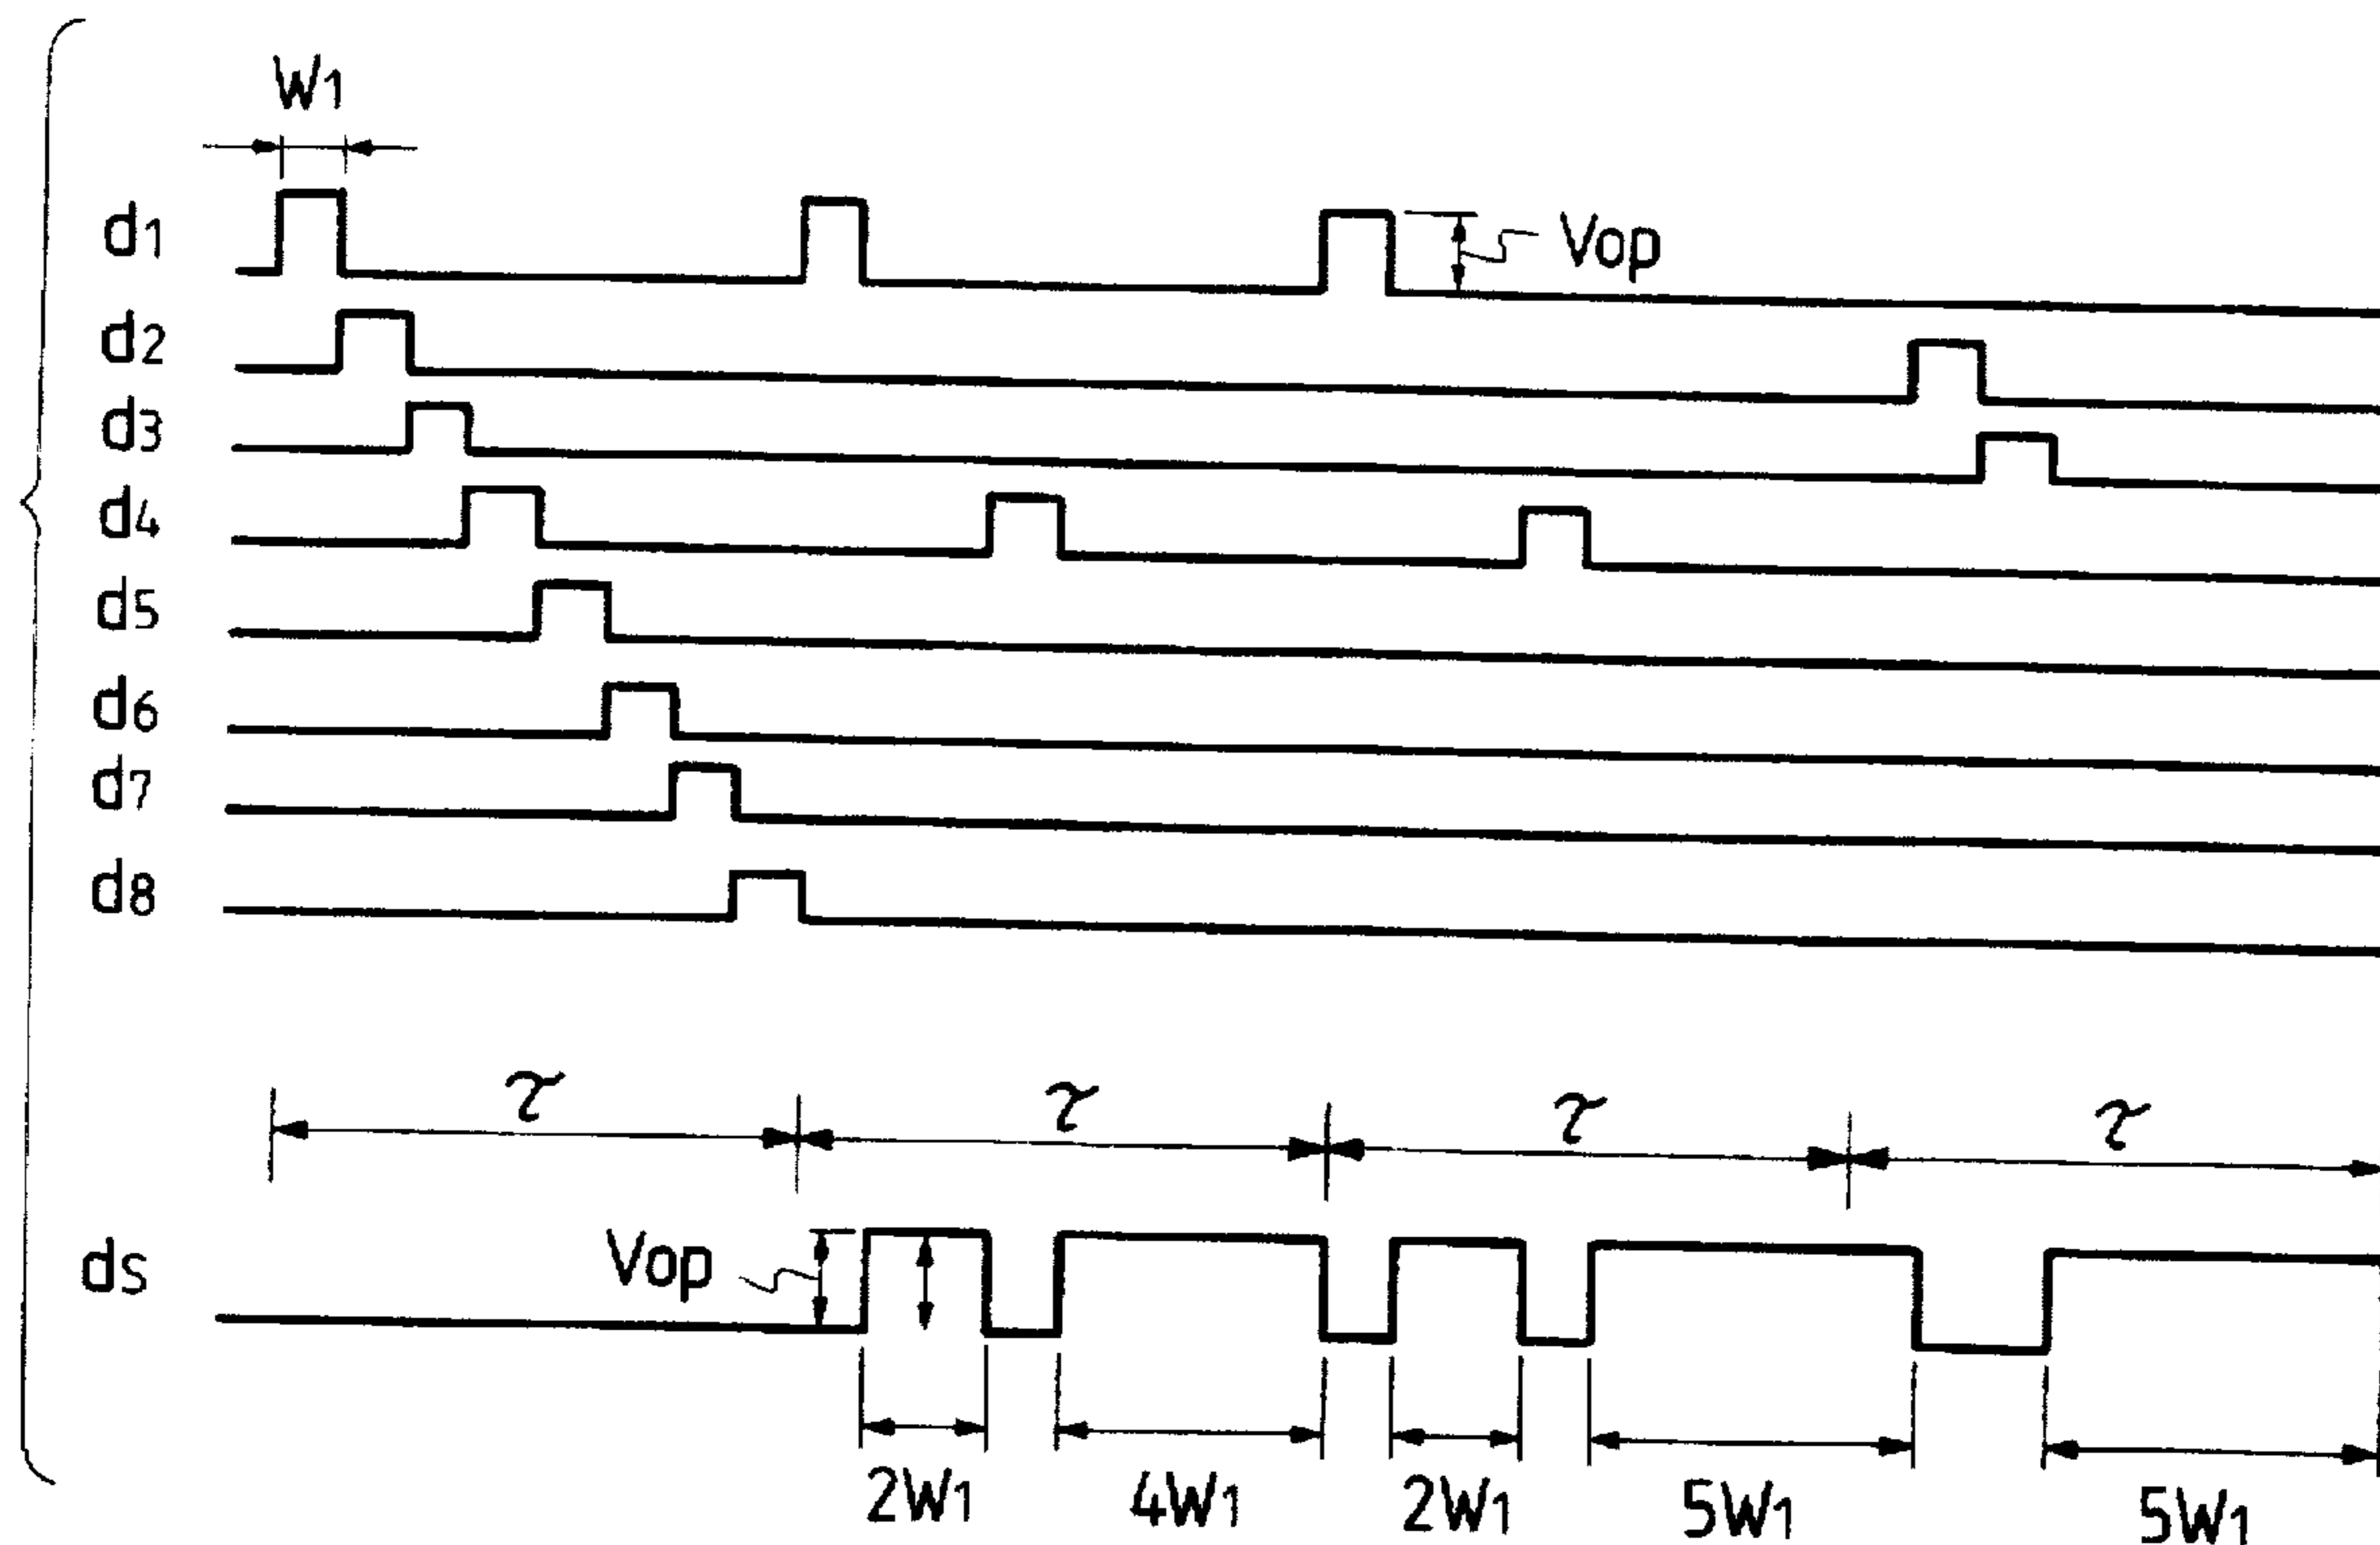 W1
d1
Vop
d2
d3
d4
d5
d6
d7
d8
τ τ τ τ
Vop
ds
2W1 4W1 2W1 5W1 5W1